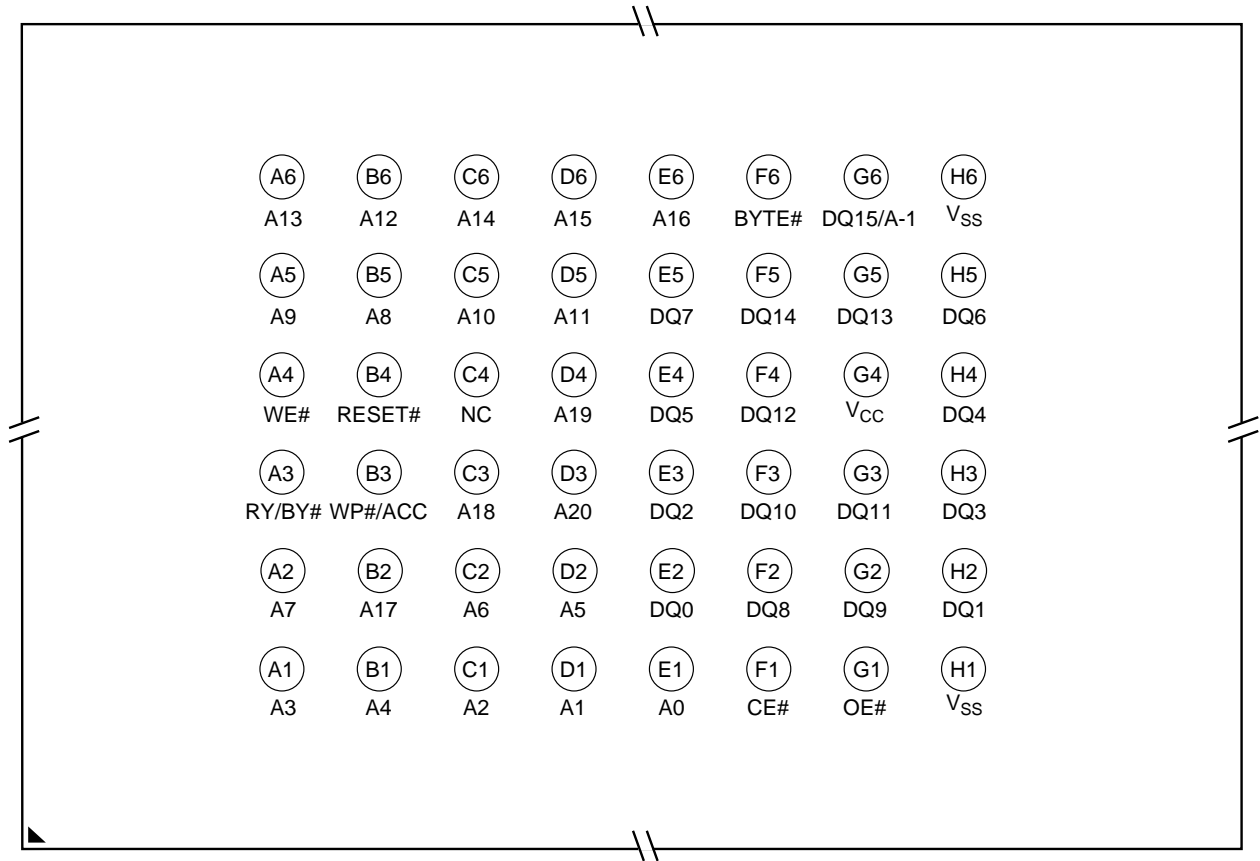 A6 B6 C6 D6 E6 F6 G6 H6
A13 A12 A14 A15 A16 BYTE# DQ15/A-1 VSS
A5 B5 C5 D5 E5 F5 G5 H5
A9 A8 A10 A11 DQ7 DQ14 DQ13 DQ6
A4 B4 C4 D4 E4 F4 G4 H4
WE# RESET# NC A19 DQ5 DQ12 VCC DQ4
A3 B3 C3 D3 E3 F3 G3 H3
RY/BY# WP#/ACC A18 A20 DQ2 DQ10 DQ11 DQ3
A2 B2 C2 D2 E2 F2 G2 H2
A7 A17 A6 A5 DQ0 DQ8 DQ9 DQ1
A1 B1 C1 D1 E1 F1 G1 H1
A3 A4 A2 A1 A0 CE# OE# VSS